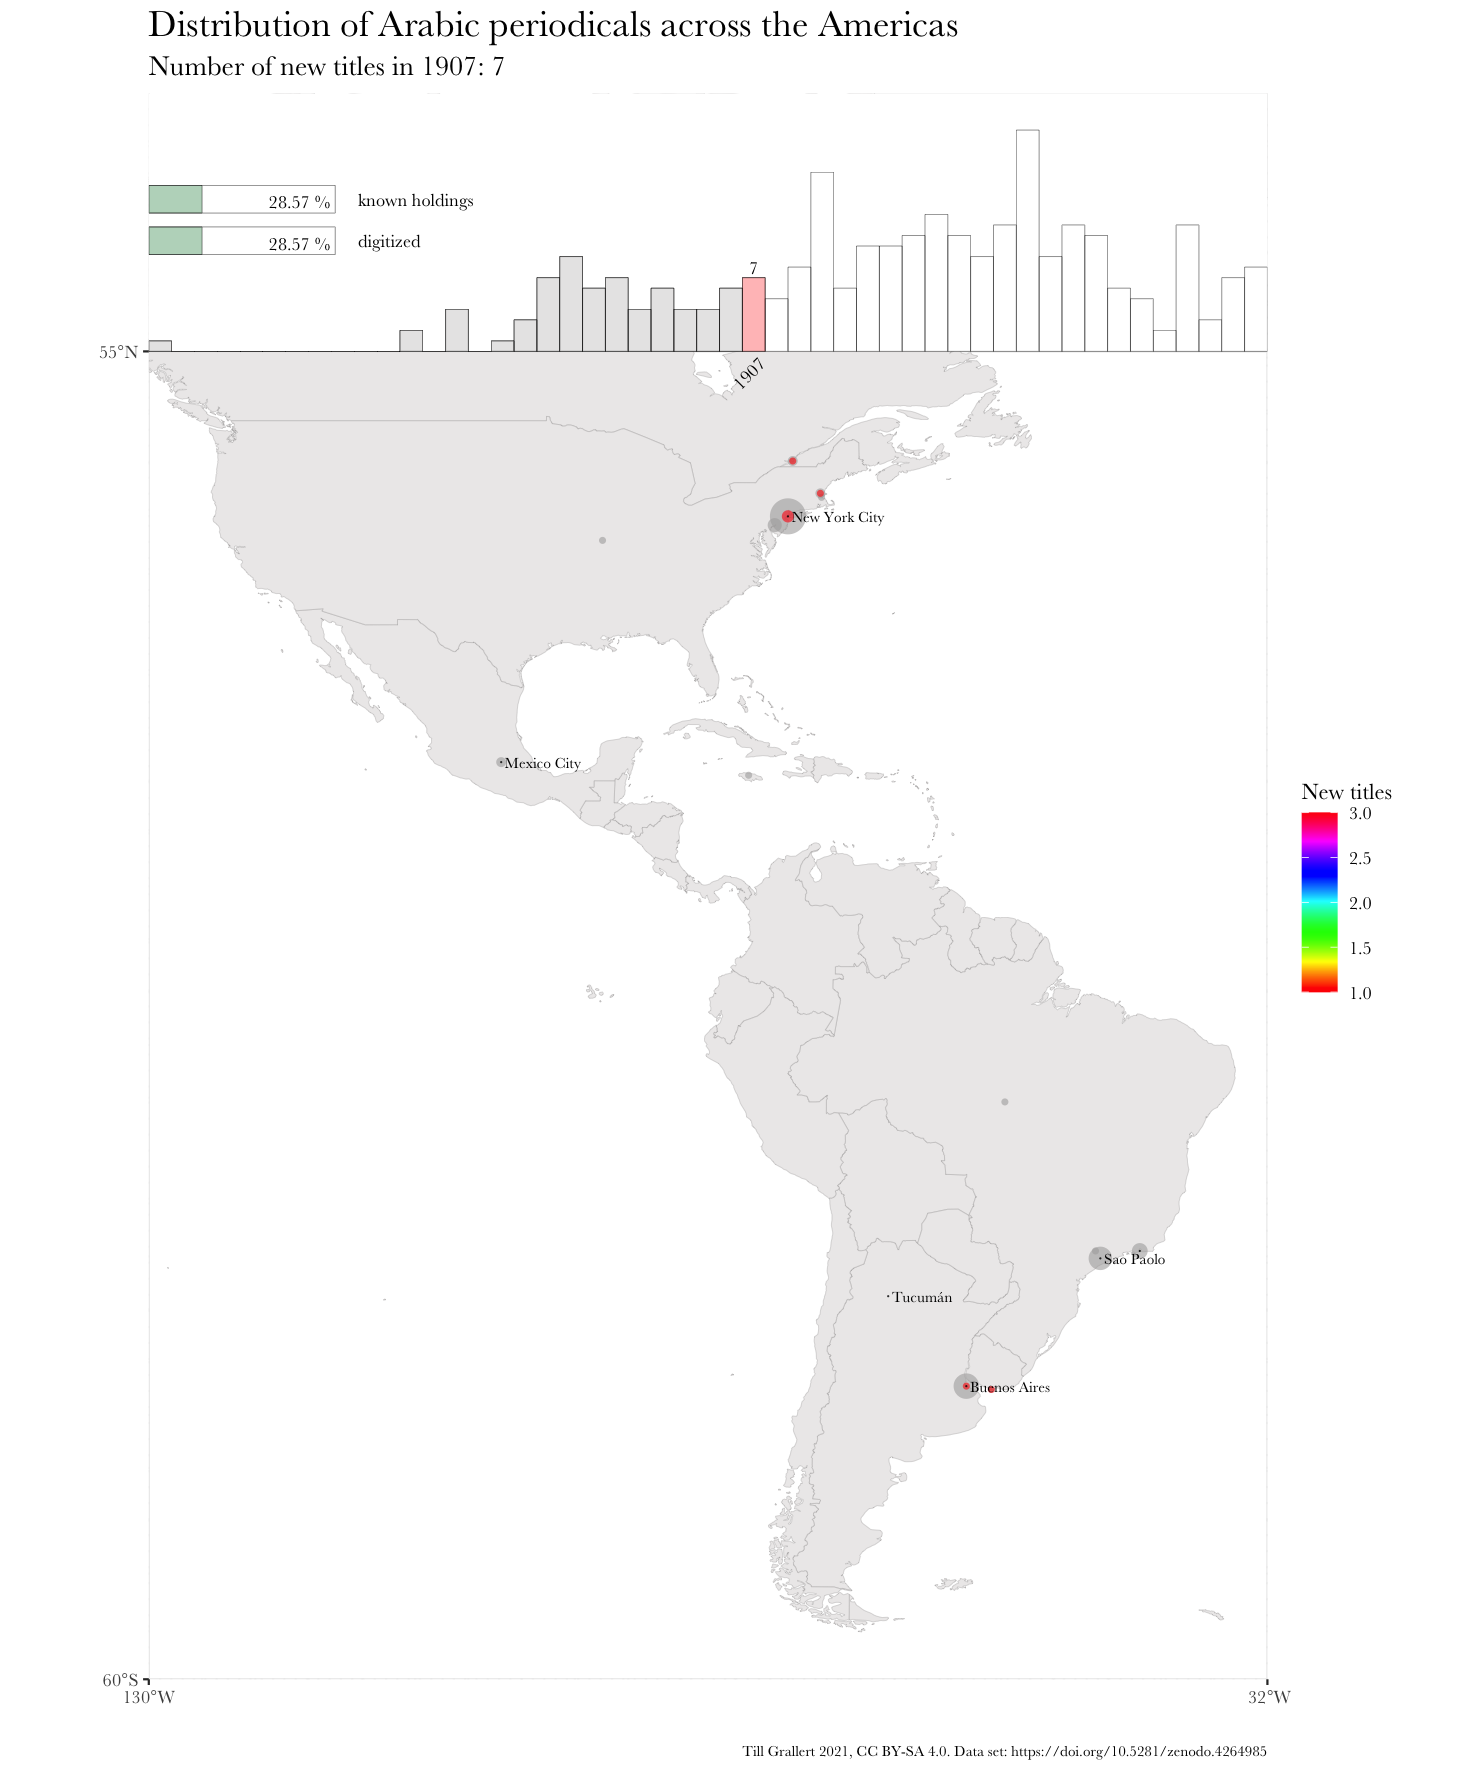 Distribution of Arabic periodicals across the Americas
Number of new titles in 1907: 7
28.57 % known holdings
28.57 % digitized
7
55°N
1907
New York City
Mexico City
New titles
3.0
2.5
2.0
1.5
1.0
Sao Paolo
Tucumán
Buenos Aires
60°S
130°W 32°W
Till Grallert 2021, CC BY-SA 4.0. Data set: https://doi.org/10.5281/zenodo.4264985